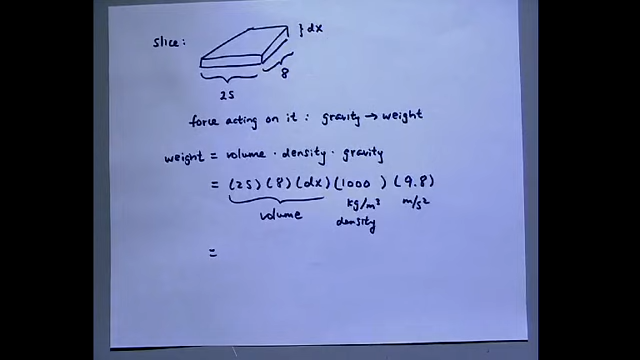 slice:
} dx
8
25
force acting on it : gravity → weight
weight = volume · density · gravity
= (25)(8)(dx)(1000 )(9.8)
volume kg/m³ m/s²
density
=